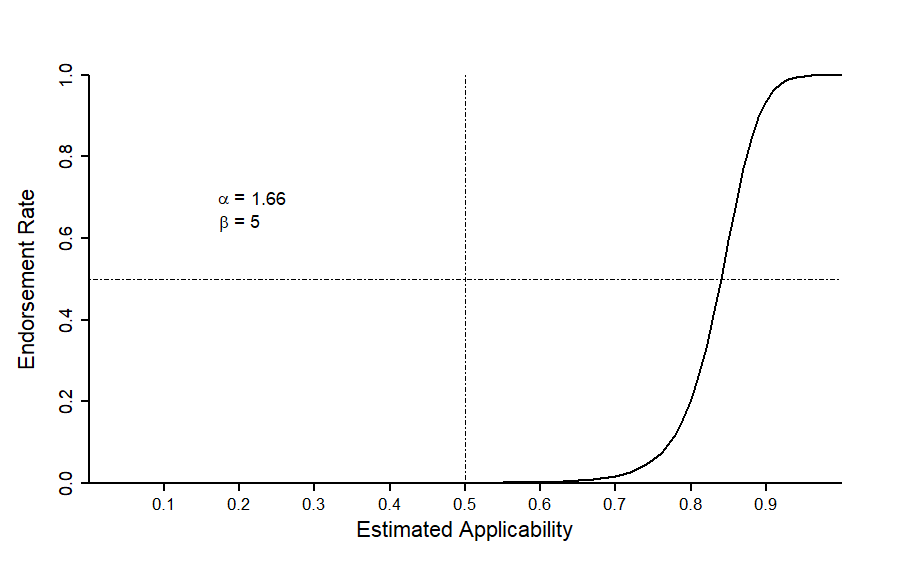 1.0
0.8
0.6
0.4
0.2
0.0
Endorsement Rate
α = 1.66
β = 5
0.1 0.2 0.3 0.4 0.5 0.6 0.7 0.8 0.9
Estimated Applicability